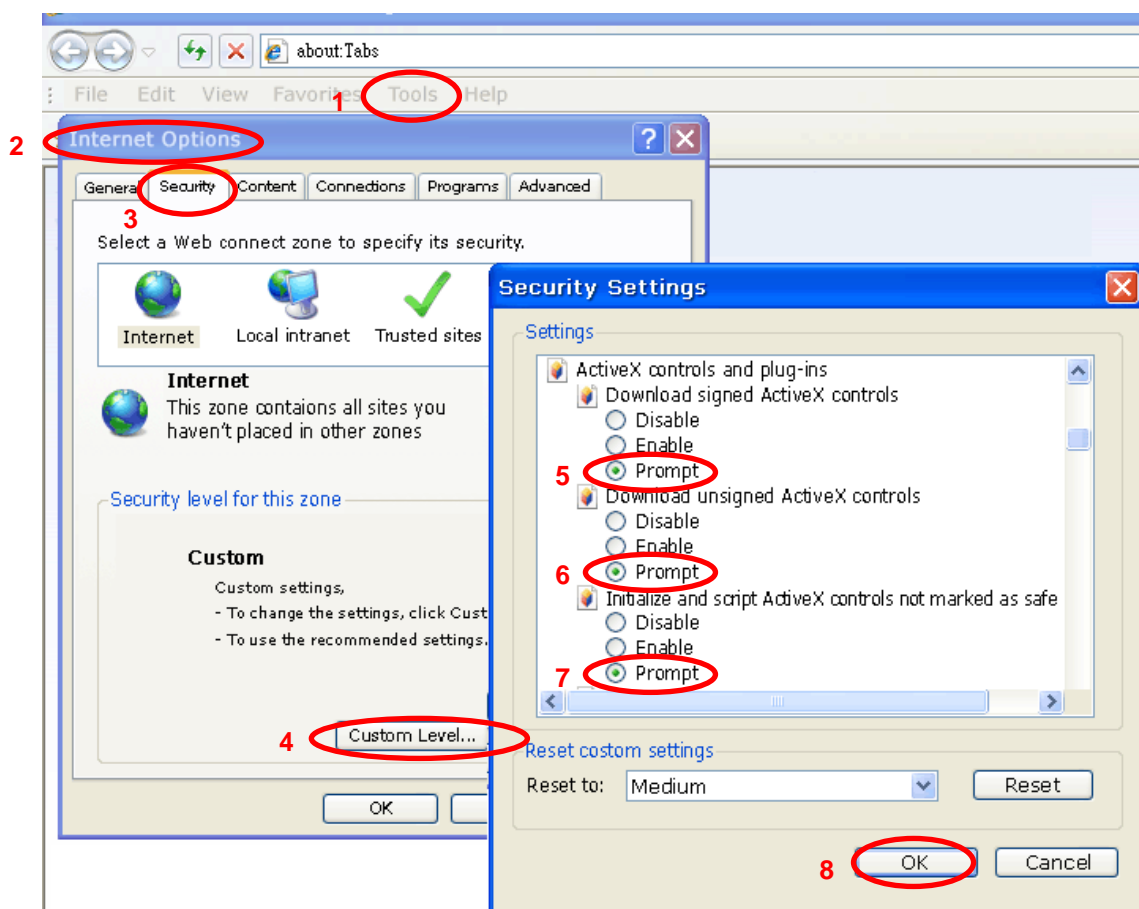 about:Tabs
File Edit View Favorites Tools Help
1
2
Internet Options
General Security Content Connections Programs Advanced
3
Select a Web connect zone to specify its security.
Internet Local intranet Trusted sites
Internet
This zone contaions all sites you
haven't placed in other zones
Security level for this zone
Custom
Custom settings,
- To change the settings, click Cust
- To use the recommended settings.
4 Custom Level...
OK
Security Settings
Settings
ActiveX controls and plug-ins
Download signed ActiveX controls
Disable
Enable
5 Prompt
Download unsigned ActiveX controls
Disable
Enable
6 Prompt
Initialize and script ActiveX controls not marked as safe
Disable
Enable
7 Prompt
Reset costom settings
Reset to: Medium Reset
8 OK Cancel